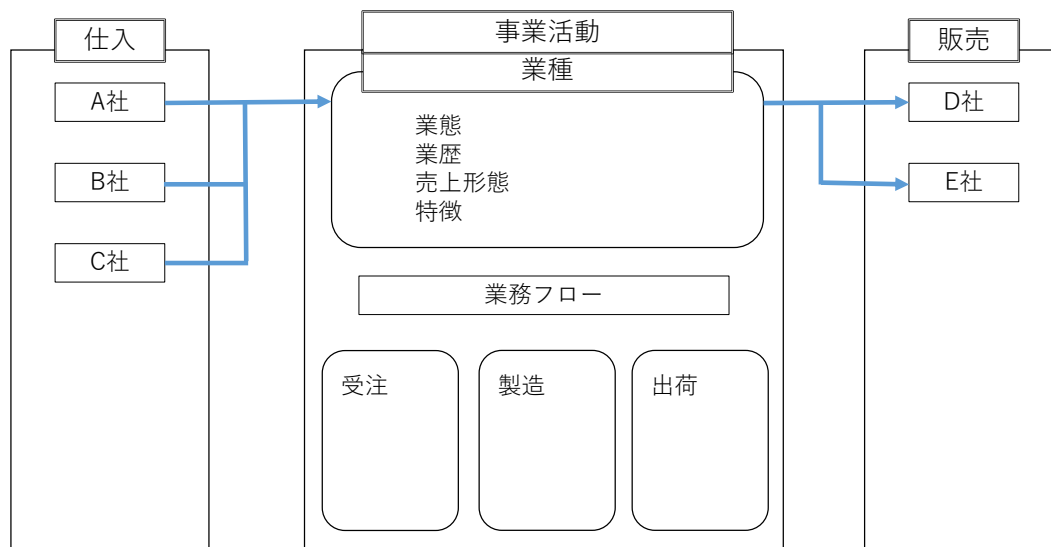 仕入
A社
B社
C社
事業活動
業種
業態
業歴
売上形態
特徴
業務フロー
受注
製造
出荷
販売
D社
E社